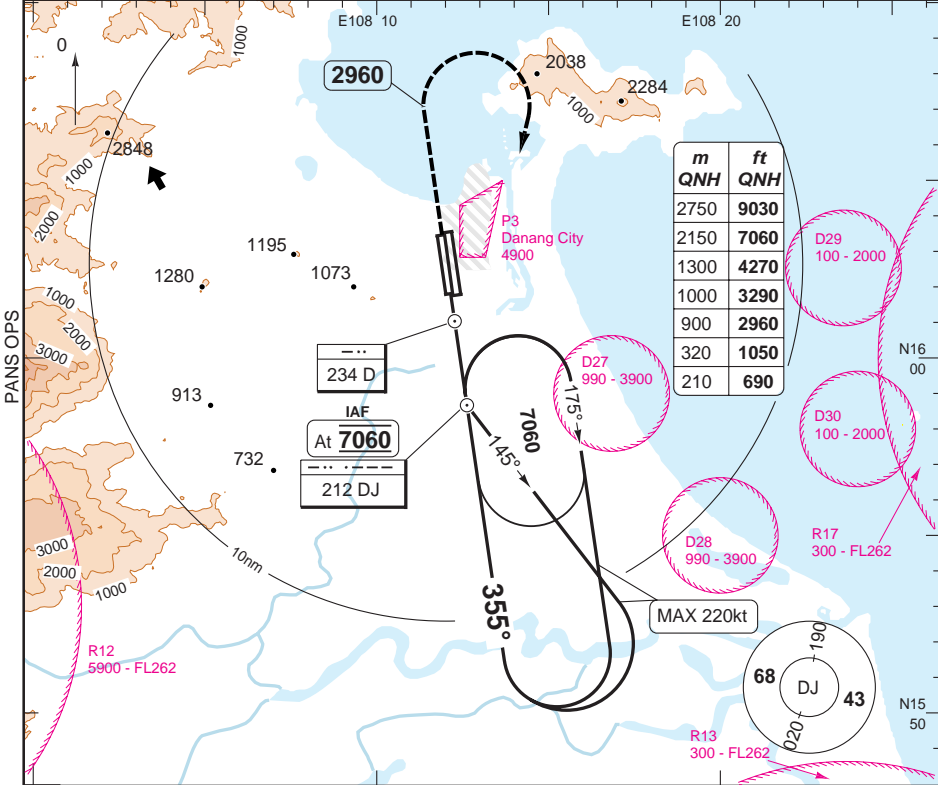 E108 10
E108 20
0
1000
2960
2038
2284
1000
2848
1000
2000
m QNH
ft QNH
2750 9030
2150 7060
1300 4270
1000 3290
900 2960
320 1050
210 690
P3
Danang City
4900
D29
100 - 2000
1195
1280
1073
1000
2000
3000
PANS OPS
234 D
N16
00
D27
990 - 3900
913
IAF
At 7060
7060
175°
145°
D30
100 - 2000
732
212 DJ
R17
300 - FL262
D28
990 - 3900
3000
2000
1000
10nm
355°
MAX 220kt
R12
5900 - FL262
190
68
DJ
43
020
N15
50
R13
300 - FL262